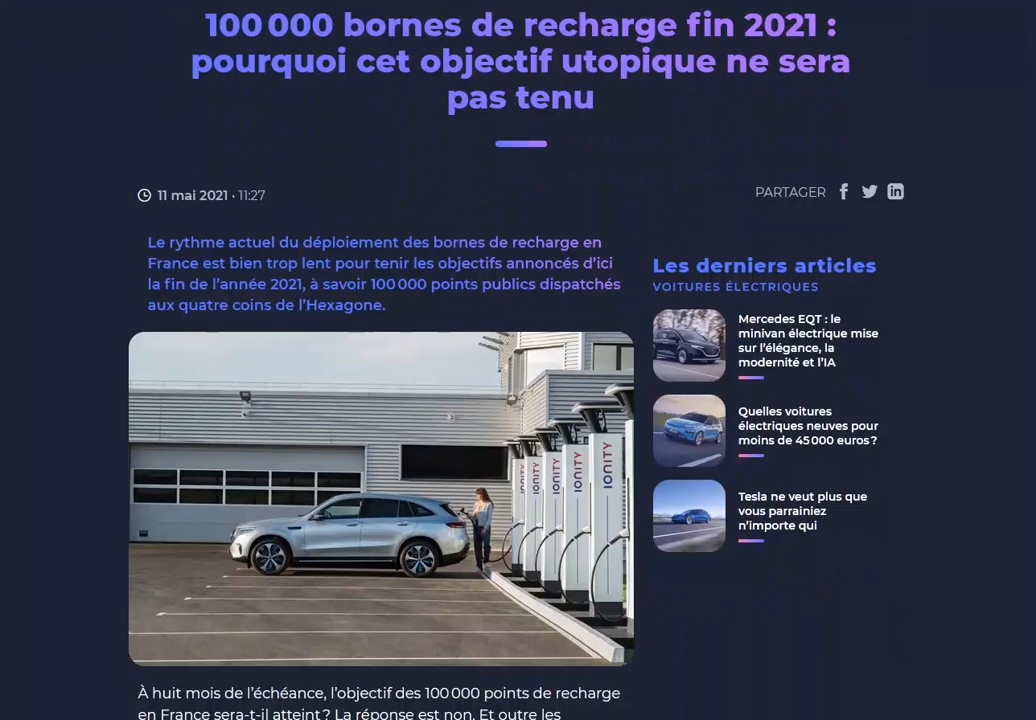 100 000 bornes de recharge fin 2021 :
pourquoi cet objectif utopique ne sera
pas tenu
11 mai 2021 • 11:27
PARTAGER
Le rythme actuel du déploiement des bornes de recharge en
France est bien trop lent pour tenir les objectifs annoncés d’ici
la fin de l’année 2021, à savoir 100 000 points publics dispatchés
aux quatre coins de l’Hexagone.
IONITY
IONITY
IONITY
IONITY
IONITY
À huit mois de l’échéance, l’objectif des 100 000 points de recharge
en France sera-t-il atteint ? La réponse est non. Et outre les
Les derniers articles
VOITURES ÉLECTRIQUES
Mercedes EQT : le
minivan électrique mise
sur l’élégance, la
modernité et l’IA
Quelles voitures
électriques neuves pour
moins de 45 000 euros ?
Tesla ne veut plus que
vous parrainiez
n’importe qui